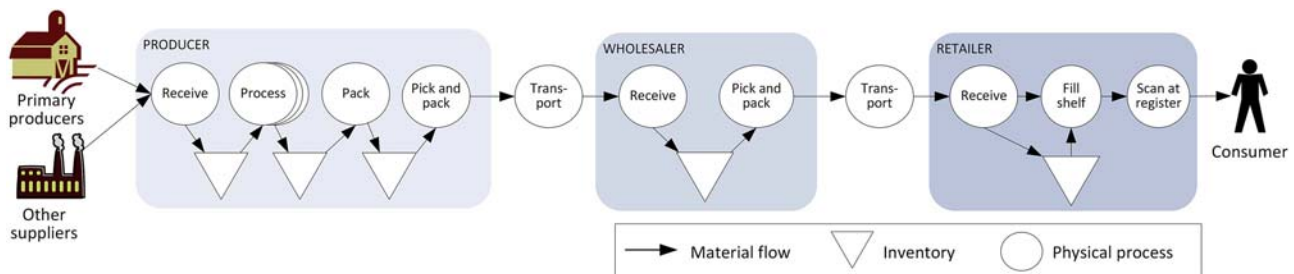 Primary
producers
Other
suppliers
PRODUCER
Receive
Process
Pack
Pick and
pack
Trans-
port
WHOLESALER
Receive
Pick and
pack
Trans-
port
RETAILER
Receive
Fill
shelf
Scan at
register
Consumer
Material flow
Inventory
Physical process